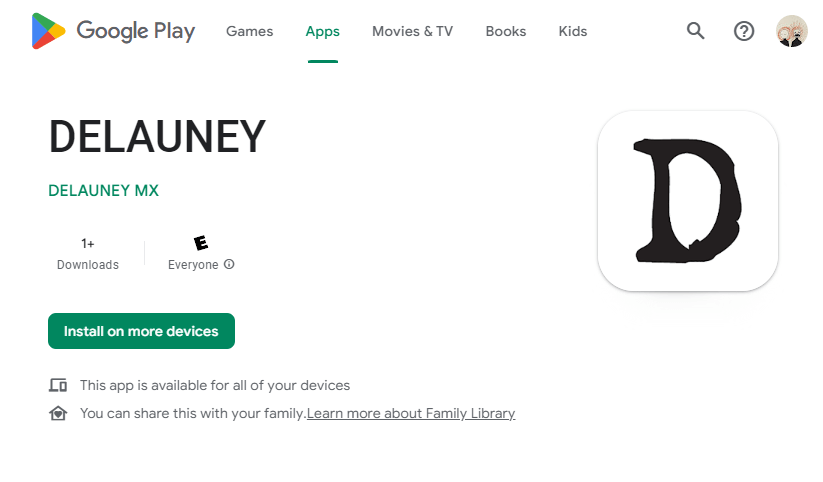 Google Play Games Apps Movies & TV Books Kids
DELAUNEY
DELAUNEY MX
1+
Downloads
E
Everyone
Install on more devices
This app is available for all of your devices
You can share this with your family.Learn more about Family Library
D